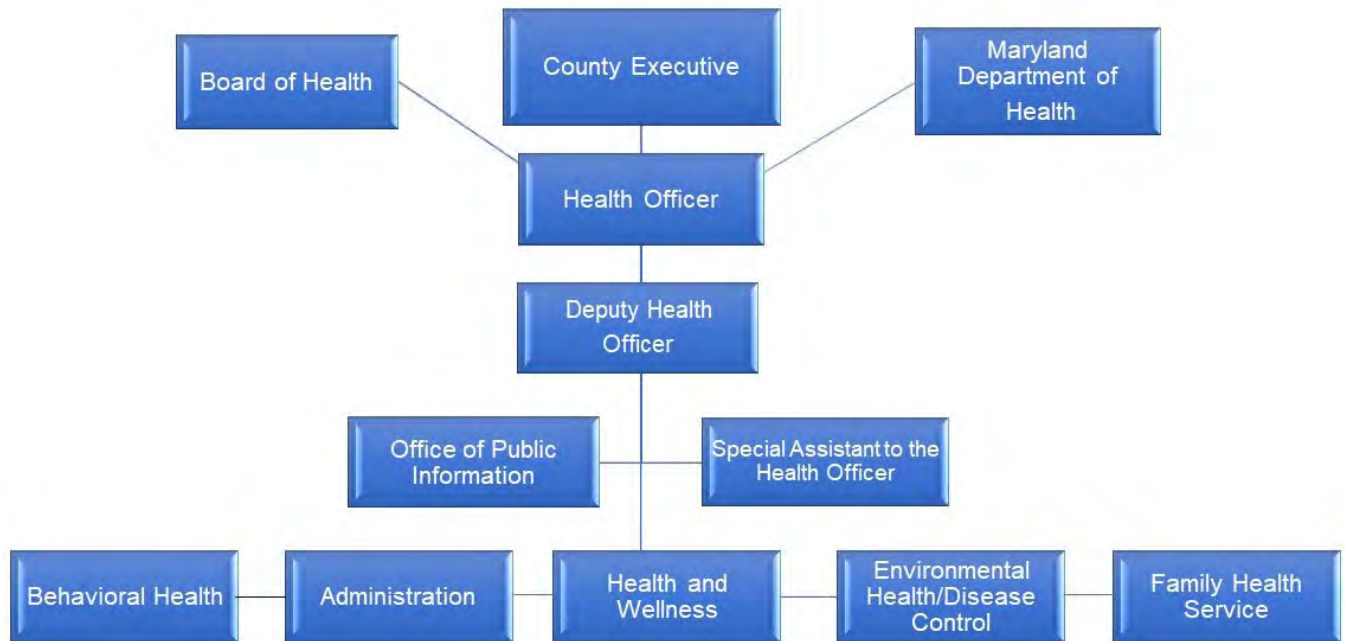 Board of Health
County Executive
Maryland
Department of
Health
Health Officer
Deputy Health
Officer
Office of Public
Information
Special Assistant to the
Health Officer
Behavioral Health
Administration
Health and
Wellness
Environmental
Health/Disease
Control
Family Health
Service